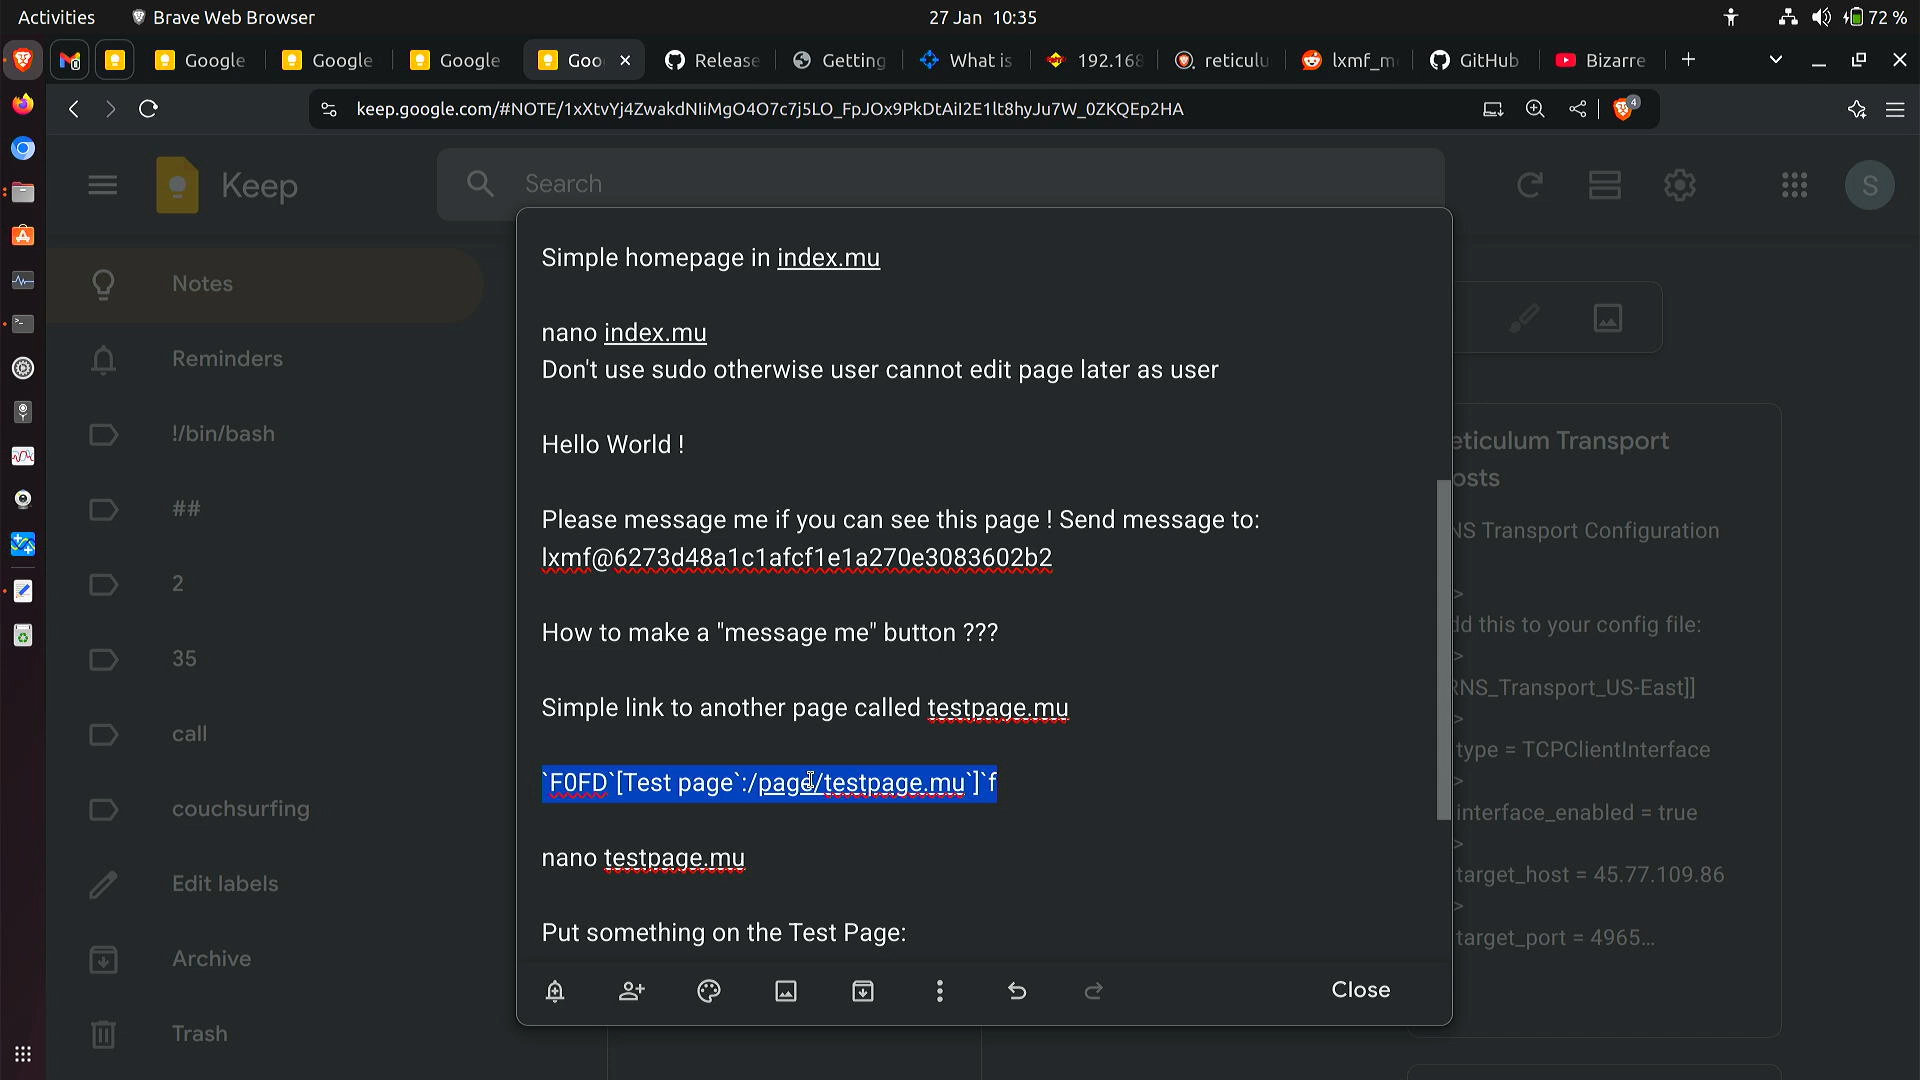 Activities
Brave Web Browser
27 Jan 10:35
72 %
Google
Google
Google
Goo
Release
Getting
What is
192.168
reticulu
lxmf_m
GitHub
Bizarre
keep.google.com/#NOTE/1xXtvYj4ZwakdNIiMgO4O7c7j5LO_FpJOx9PkDtAiI2E1lt8hyJu7W_0ZKQEp2HA
4
Keep
Search
S
Notes
Reminders
!/bin/bash
##
2
35
call
couchsurfing
Edit labels
Archive
Trash
Simple homepage in index.mu
nano index.mu
Don't use sudo otherwise user cannot edit page later as user
Hello World !
Please message me if you can see this page ! Send message to:
lxmf@6273d48a1c1afcf1e1a270e3083602b2
How to make a "message me" button ???
Simple link to another page called testpage.mu
`F0FD`[Test page`:/page/testpage.mu`]`f
nano testpage.mu
Put something on the Test Page:
Close
eticulum Transport
osts
NS Transport Configuration
>
dd this to your config file:
>
RNS_Transport_US-East]]
>
type = TCPClientInterface
>
interface_enabled = true
>
target_host = 45.77.109.86
>
target_port = 4965...